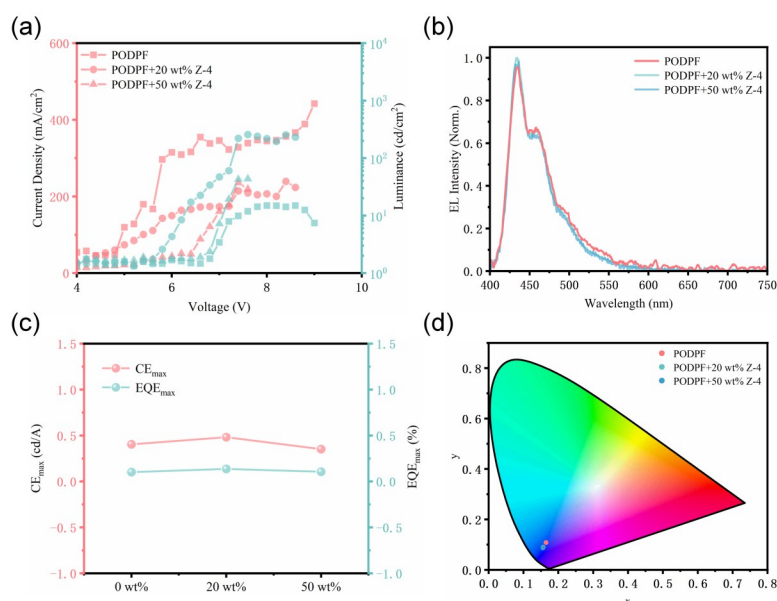 (a)
600
400
200
0
Current Density (mA/cm²)
PODPF
PODPF+20 wt% Z-4
PODPF+50 wt% Z-4
10⁴
10³
10²
10¹
10⁰
Luminance (cd/cm²)
4 5 6 7 8 9 10
Voltage (V)
(b)
1.0
0.8
0.6
0.4
0.2
0.0
EL Intensity (Norm.)
PODPF
PODPF+20 wt% Z-4
PODPF+50 wt% Z-4
400 450 500 550 600 650 700 750
Wavelength (nm)
(c)
1.5
1.0
0.5
0.0
−0.5
−1.0
CEmax (cd/A)
CEmax
EQEmax
1.5
1.0
0.5
0.0
−0.5
−1.0
EQEmax (%)
0 wt% 20 wt% 50 wt%
(d)
0.8
0.6
0.4
0.2
0.0
y
PODPF
PODPF+20 wt% Z-4
PODPF+50 wt% Z-4
0.0 0.1 0.2 0.3 0.4 0.5 0.6 0.7 0.8